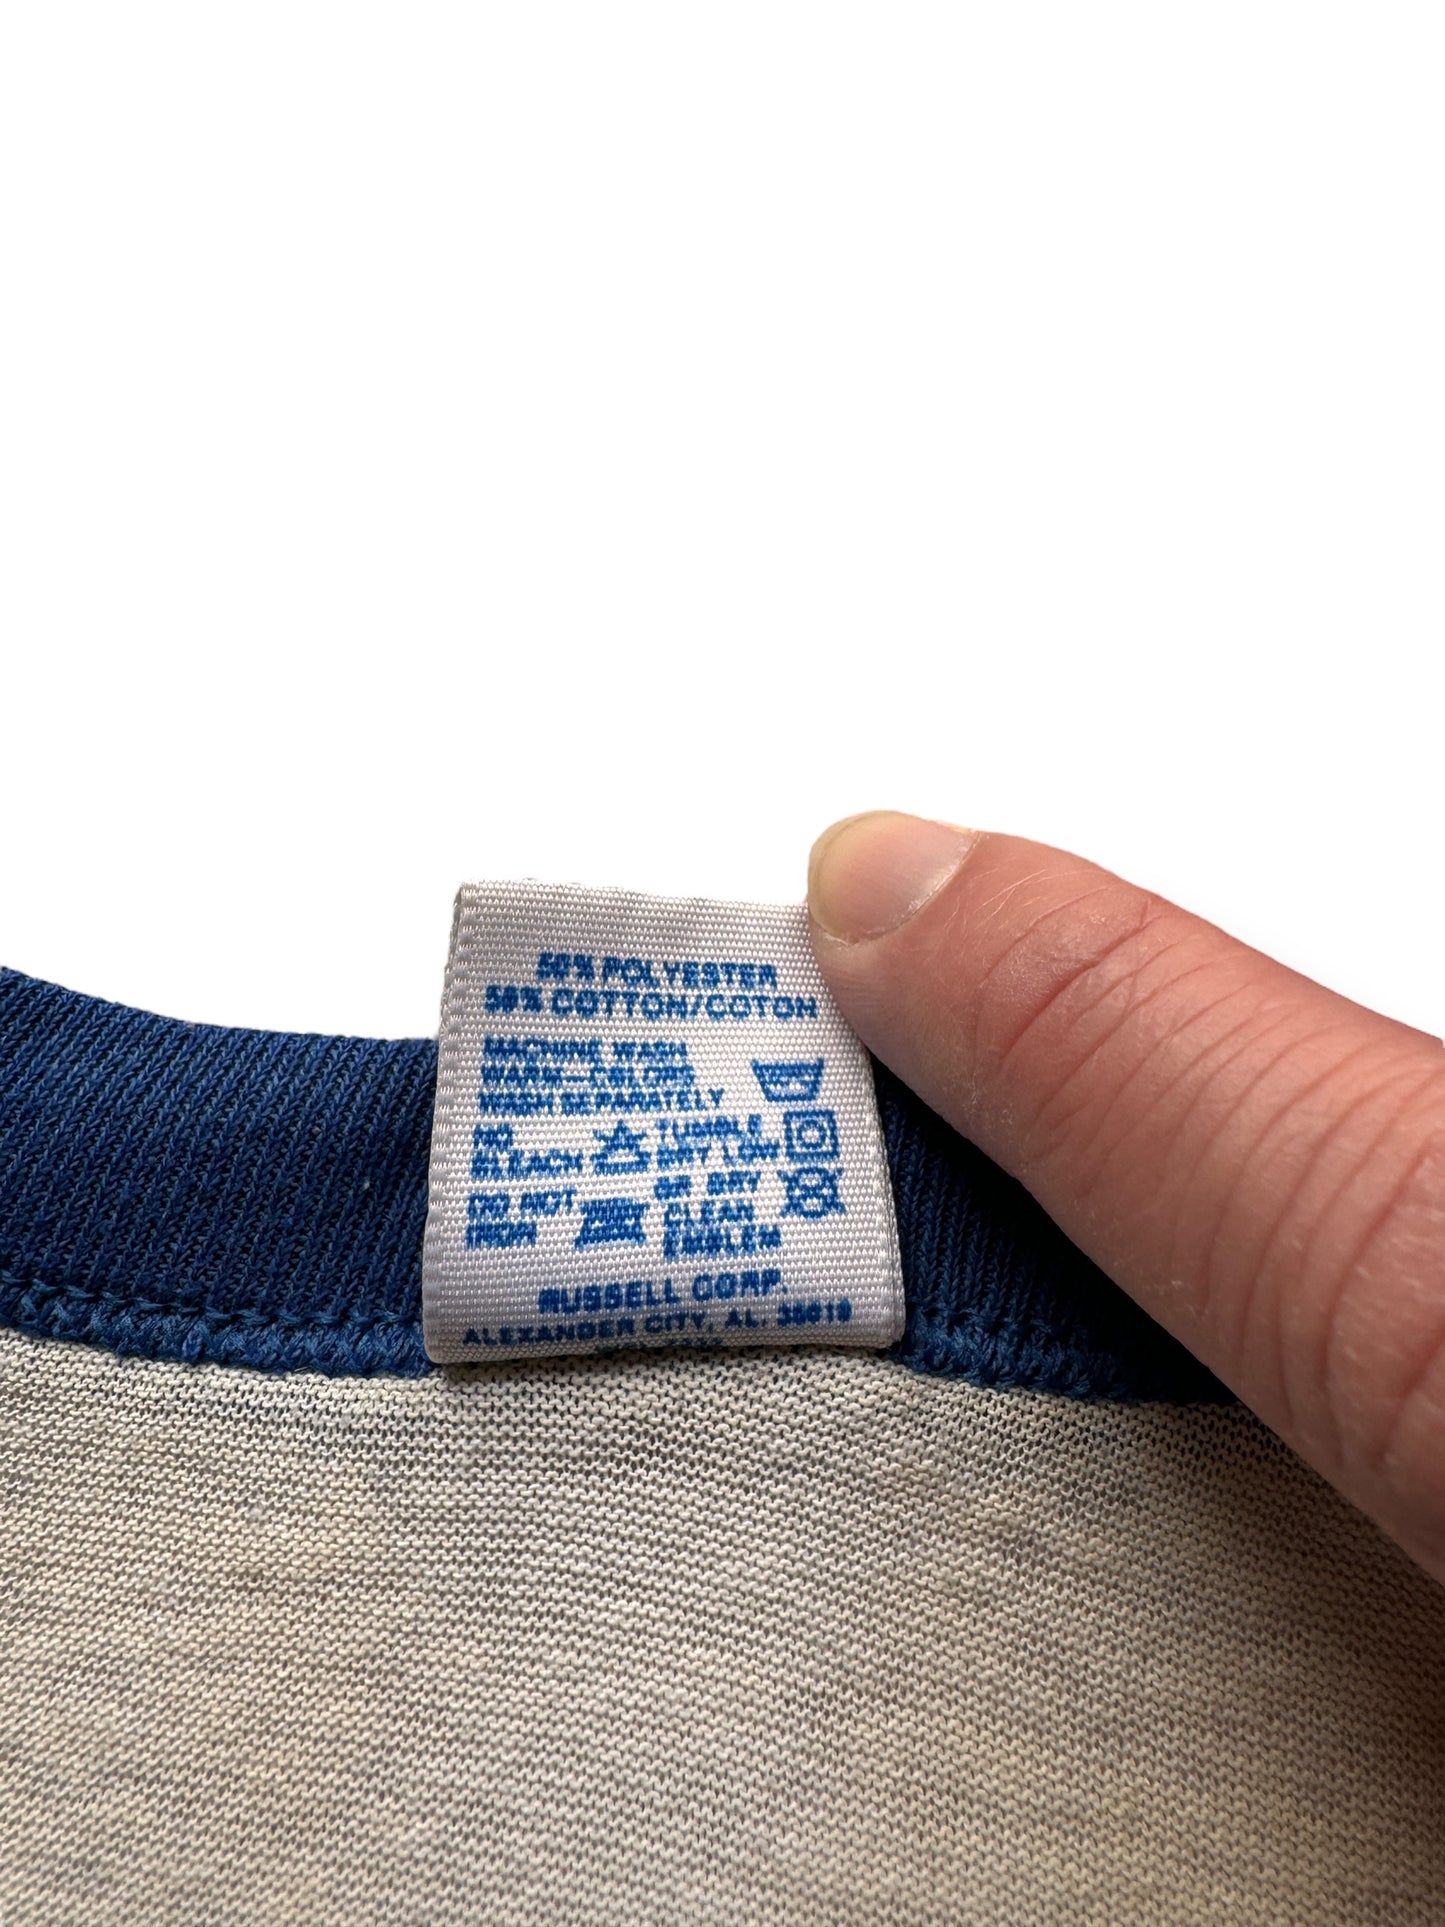 50% POLYESTER
50% COTTON/COTON
MACHINE WASH
WARM
WASH SEPARATELY
NO BLEACH
TUMBLE DRY LOW
DO NOT IRON
OR DRY CLEAN EMBLEM
RUSSELL CORP.
ALEXANDER CITY, AL. 35010